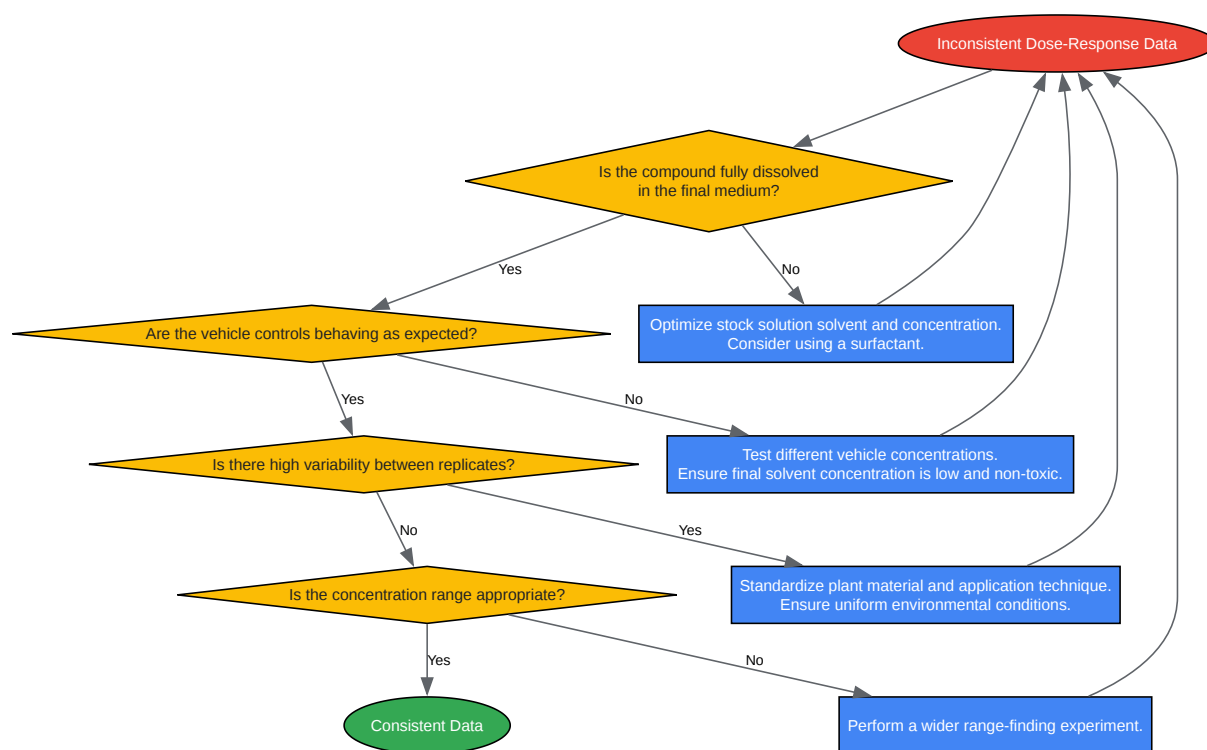 Inconsistent Dose-Response Data
Is the compound fully dissolved
in the final medium?
Yes
No
Are the vehicle controls behaving as expected?
Optimize stock solution solvent and concentration.
Consider using a surfactant.
Yes
No
Is there high variability between replicates?
Test different vehicle concentrations.
Ensure final solvent concentration is low and non-toxic.
No
Yes
Is the concentration range appropriate?
Standardize plant material and application technique.
Ensure uniform environmental conditions.
Yes
No
Consistent Data
Perform a wider range-finding experiment.